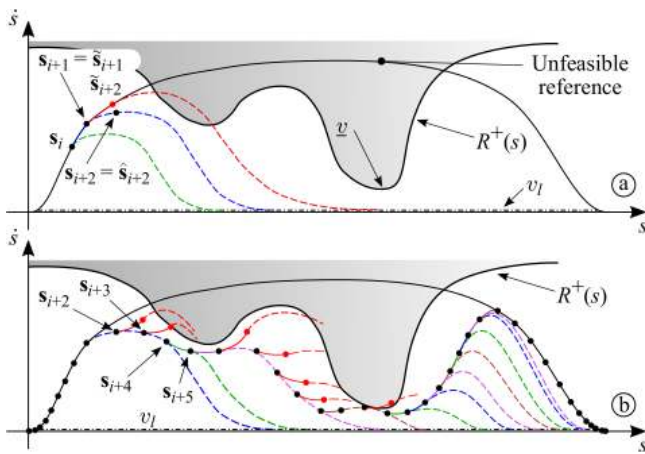 ṡ
s_{i+1} = s̃_{i+1}
s̃_{i+2}
Unfeasible
reference
s_i
v
R^+(s)
s_{i+2} = ŝ_{i+2}
v_l
a
s
ṡ
s_{i+2}
s_{i+3}
R^+(s)
s_{i+4}
s_{i+5}
v_l
b
s